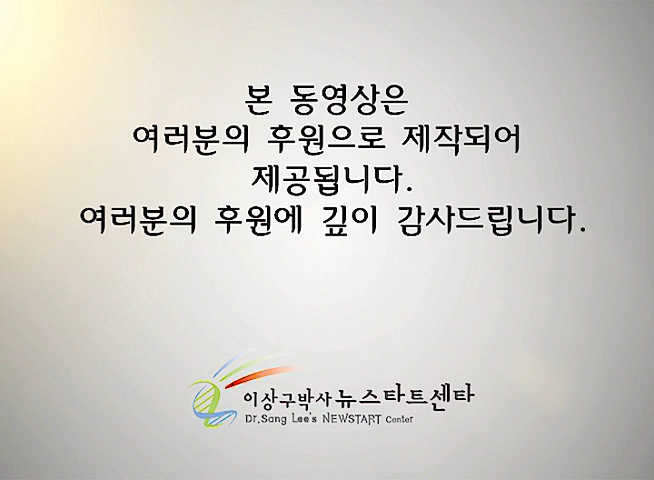 본 동영상은
여러분의 후원으로 제작되어
제공됩니다.
여러분의 후원에 깊이 감사드립니다.
이상구박사 뉴스타트센타
Dr.Sang Lee's NEWSTART Center